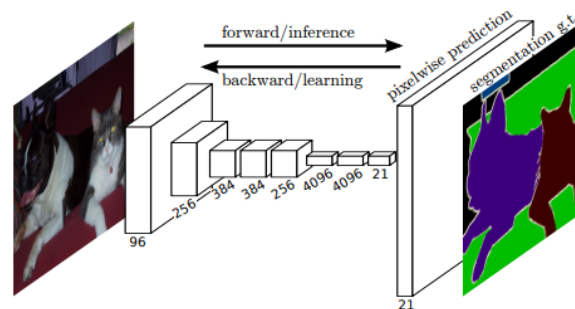 forward/inference
backward/learning
pixelwise prediction
segmentation g.t.
96
256
384
384
256
4096
4096
21
21